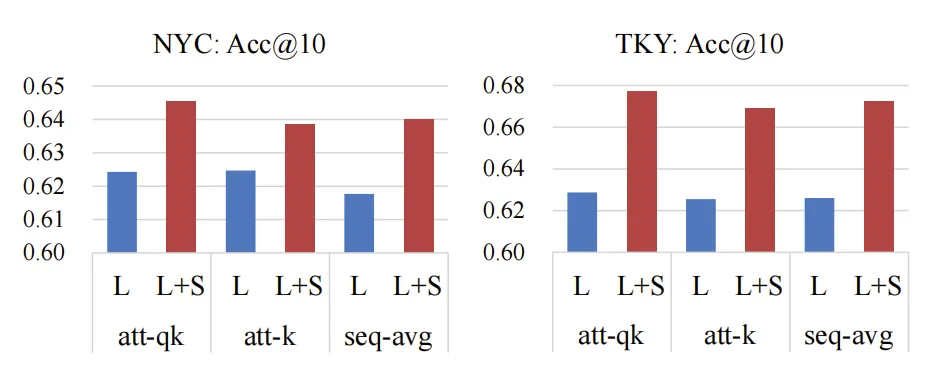 NYC: Acc@10
0.65
0.64
0.63
0.62
0.61
0.60
L L+S L L+S L L+S
att-qk att-k seq-avg
TKY: Acc@10
0.68
0.66
0.64
0.62
0.60
L L+S L L+S L L+S
att-qk att-k seq-avg